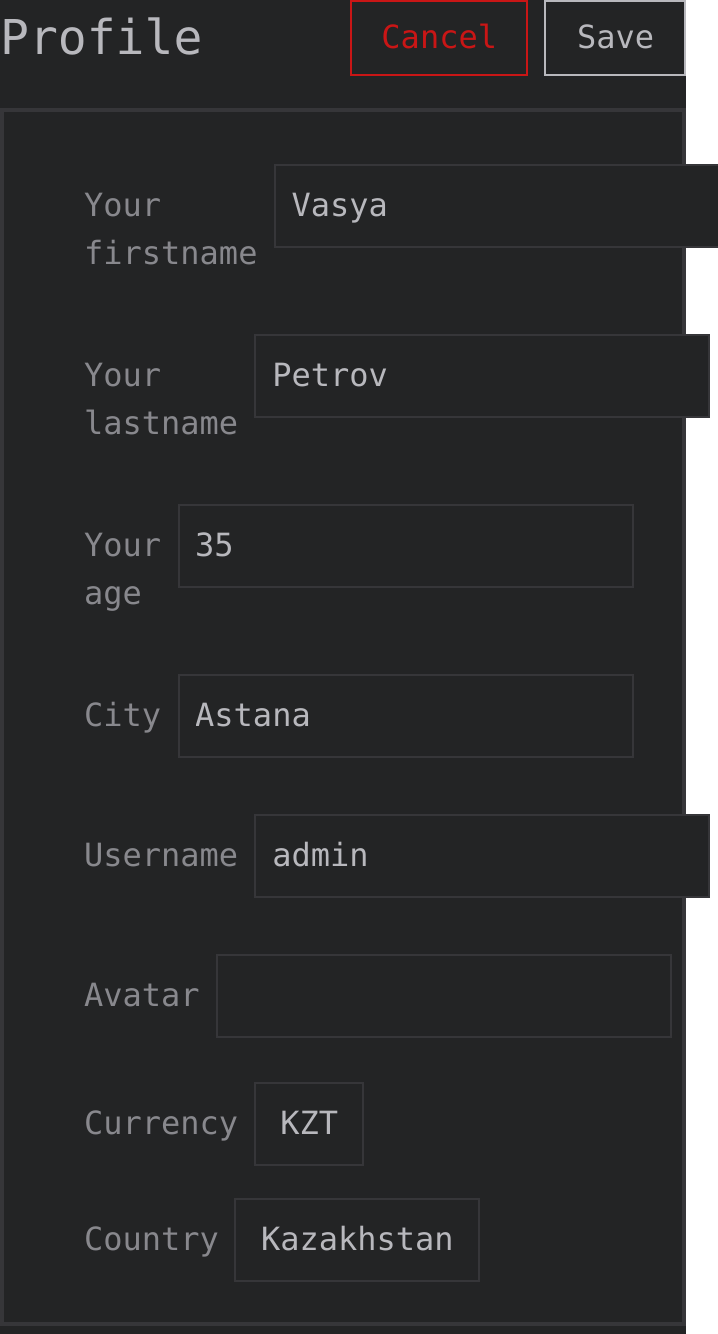 Profile
Cancel
Save
Your
firstname
Vasya
Your
lastname
Petrov
Your
age
35
City
Astana
Username
admin
Avatar
Currency
KZT
Country
Kazakhstan